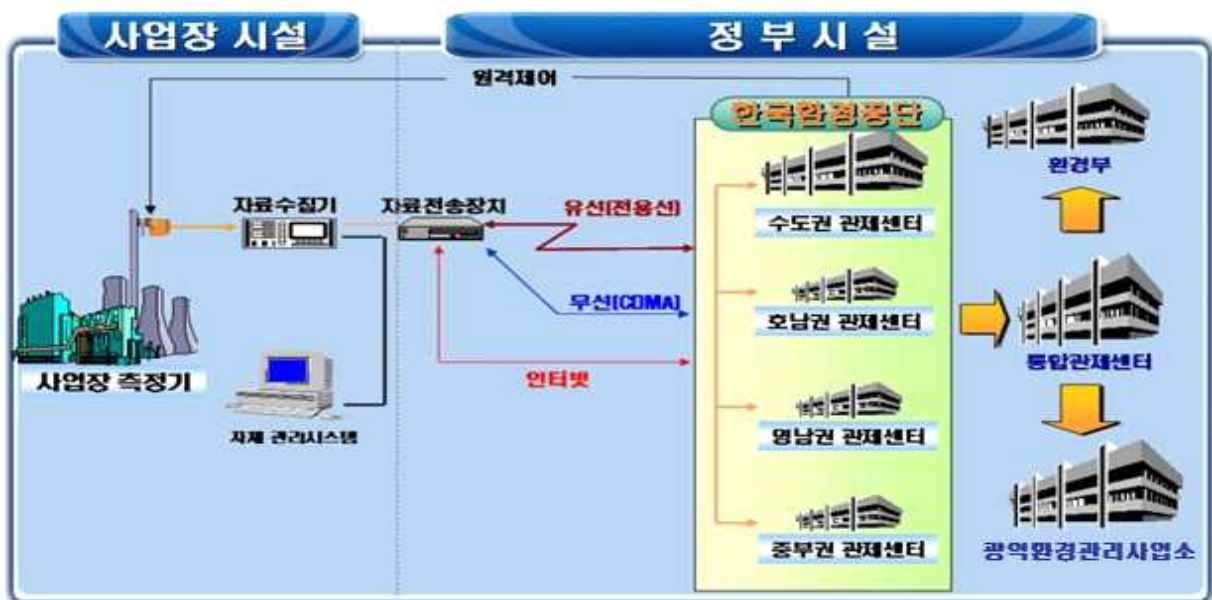 사업장 시설
정 부 시 설
원격제어
한국환경공단
환경부
자료수집기
자료전송장치
유선(전용선)
수도권 관제센터
무선(CDMA)
호남권 관제센터
통합관제센터
사업장 측정기
인터넷
자체 관리시스템
영남권 관제센터
중부권 관제센터
광역환경관리사업소